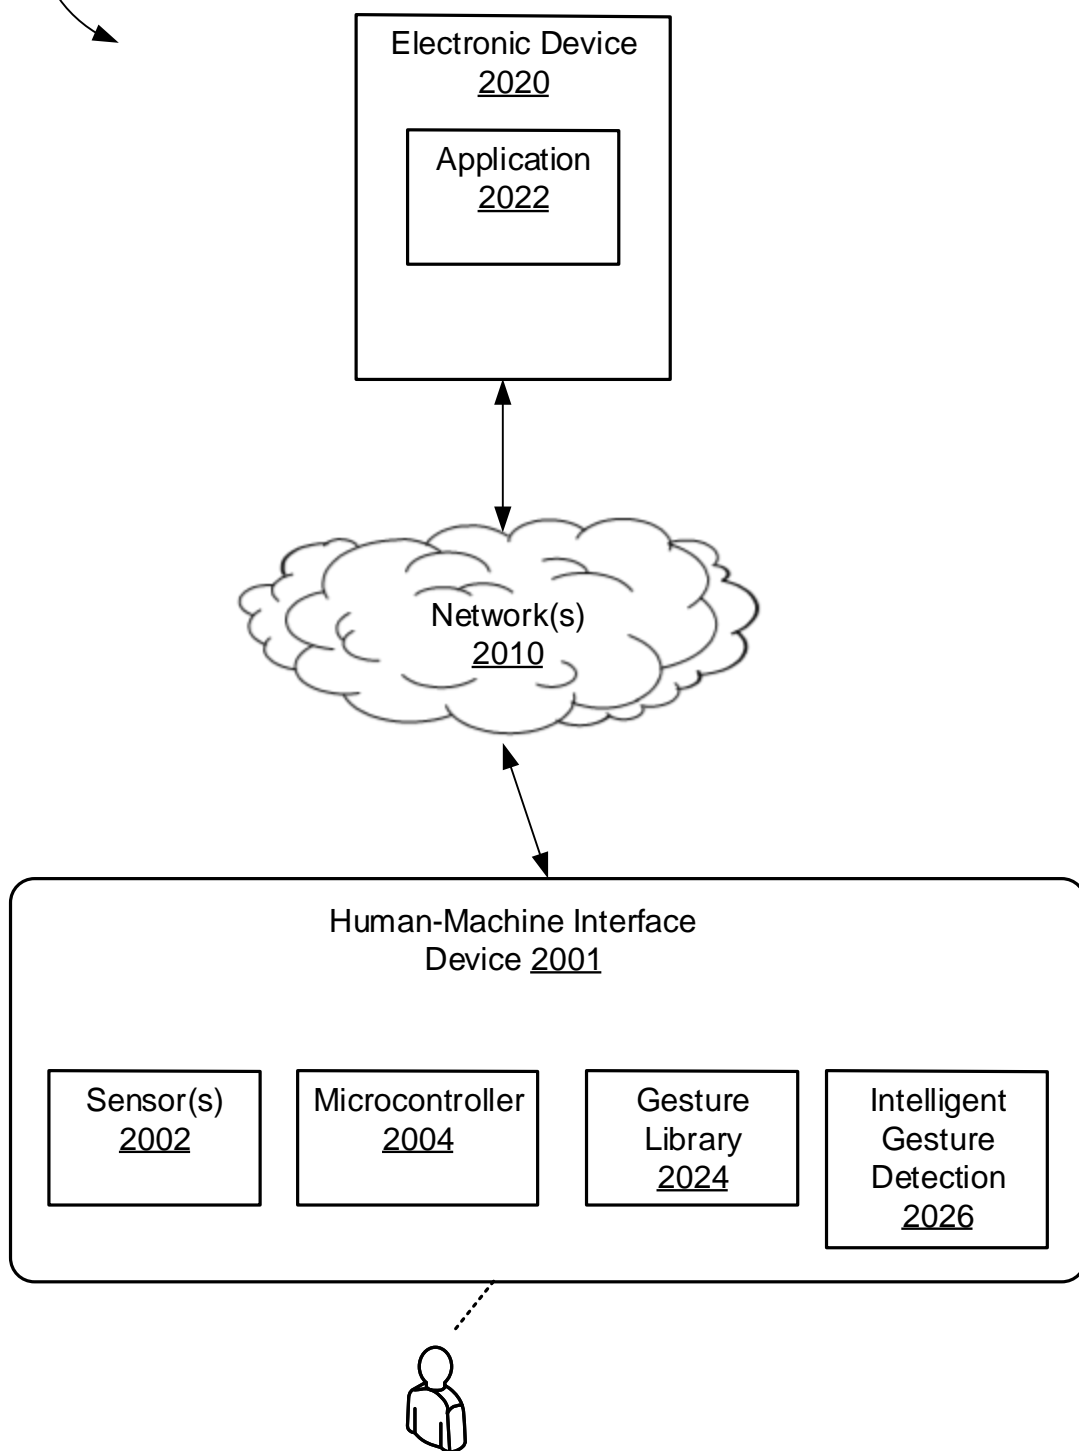 Electronic Device
2020
Application
2022
Network(s)
2010
Human-Machine Interface
Device 2001
Sensor(s)
2002
Microcontroller
2004
Gesture
Library
2024
Intelligent
Gesture
Detection
2026